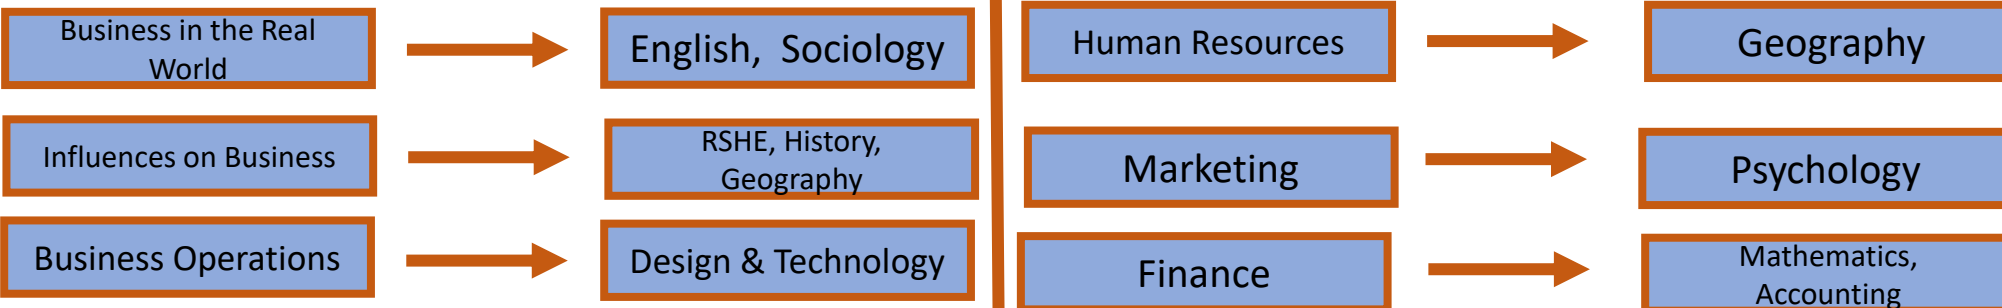 Business in the Real
World
English, Sociology
Influences on Business
RSHE, History,
Geography
Business Operations
Design & Technology
Human Resources
Geography
Marketing
Psychology
Finance
Mathematics,
Accounting